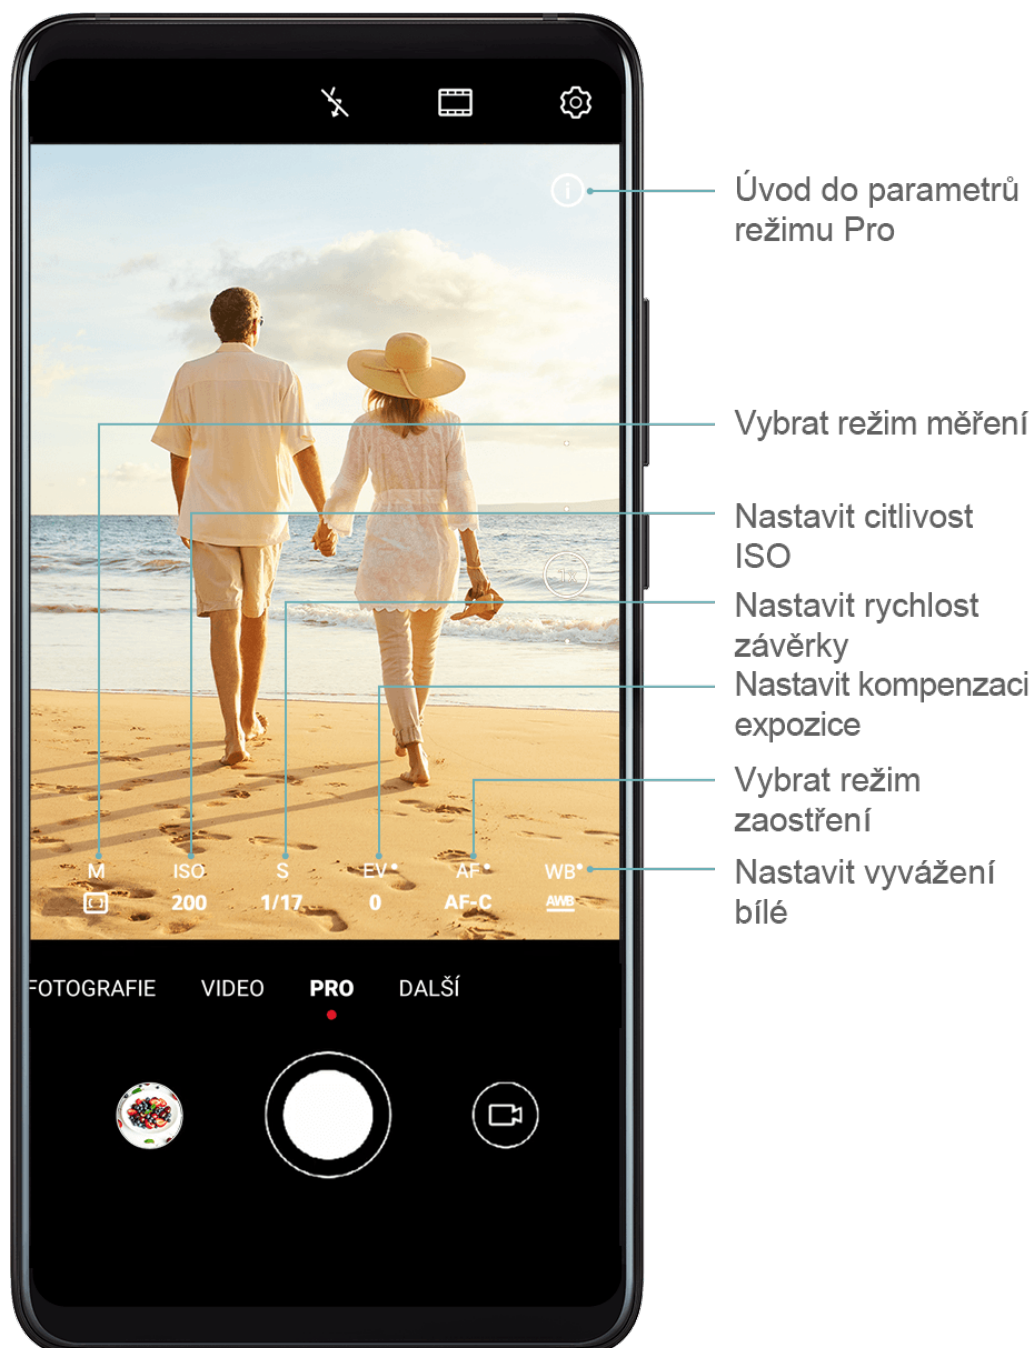 Úvod do parametrů
režimu Pro
Vybrat režim měření
Nastavit citlivost
ISO
Nastavit rychlost
závěrky
Nastavit kompenzaci
expozice
Vybrat režim
zaostření
Nastavit vyvážení
bílé
1x
M ISO S EV AF WB
200 1/17 0 AF-C AWB
FOTOGRAFIE VIDEO PRO DALŠÍ